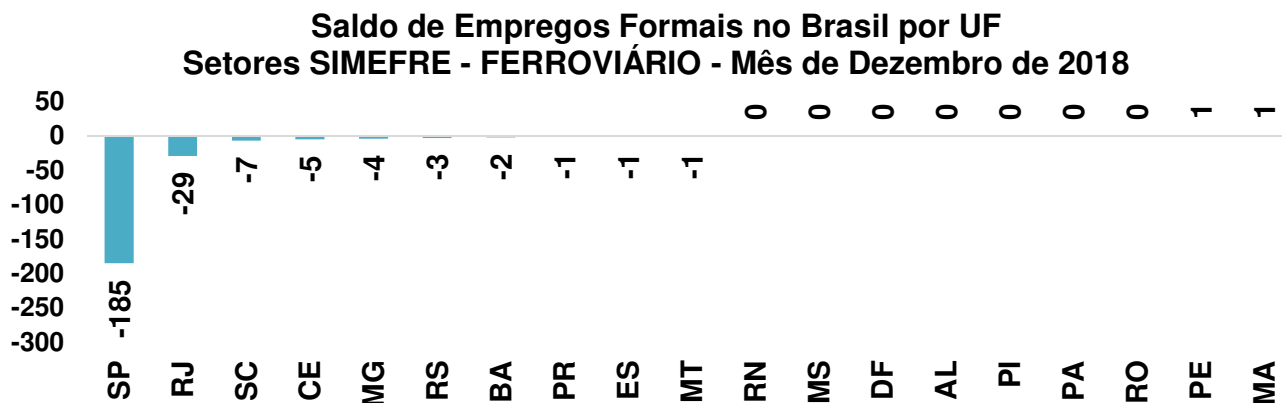 Saldo de Empregos Formais no Brasil por UF
Setores SIMEFRE - FERROVIÁRIO - Mês de Dezembro de 2018
50
0
-50
-100
-150
-200
-250
-300
-185
-29
-7
-5
-4
-3
-2
-1
-1
-1
0
0
0
0
0
0
0
1
1
SP
RJ
SC
CE
MG
RS
BA
PR
ES
MT
RN
MS
DF
AL
PI
PA
RO
PE
MA